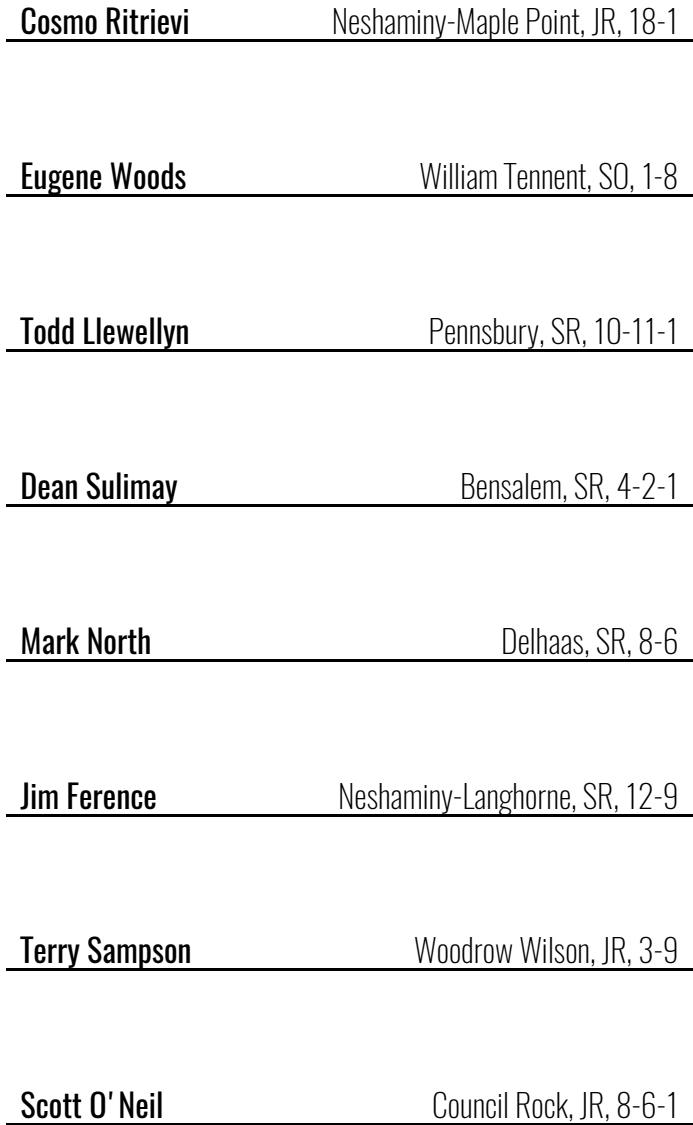 Cosmo Ritrievi Neshaminy-Maple Point, JR, 18-1
Eugene Woods William Tennent, SO, 1-8
Todd Llewellyn Pennsbury, SR, 10-11-1
Dean Sulimay Bensalem, SR, 4-2-1
Mark North Delhaas, SR, 8-6
Jim Ference Neshaminy-Langhorne, SR, 12-9
Terry Sampson Woodrow Wilson, JR, 3-9
Scott O'Neil Council Rock, JR, 8-6-1